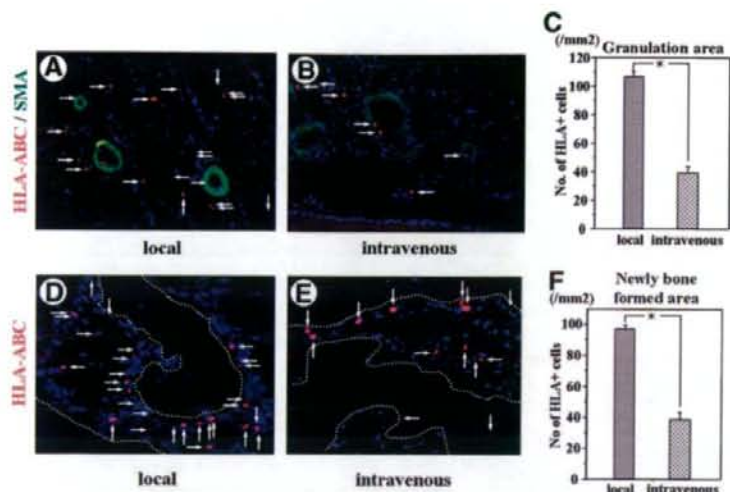 A
B
C
HLA-ABC / SMA
local
intravenous
(/mm2)
Granulation area
No. of HLA+ cells
120
100
80
60
40
20
0
*
local
intravenous
D
E
F
HLA-ABC
local
intravenous
(/mm2)
Newly bone
formed area
No of HLA+ cells
100
80
60
40
20
0
*
local
intravenous